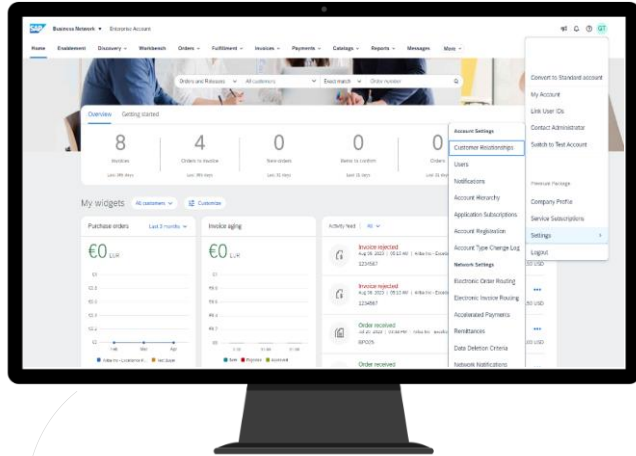 SAP Business Network Enterprise Account GT
Home Enablement Discovery Workbench Orders Fulfillment Invoices Payments Catalogs Reports Messages More
Orders and Releases All customers Exact match Order number
Overview Getting started
8 4 0 0 0
Invoices Orders to invoice New orders Items to confirm Orders
Last 31 days Last 31 days
My widgets All customers Customize
Purchase orders Last 3 months
€0 EUR
Feb Mar Apr
Invoice aging
€0 EUR
New Rejected Approved
Activity feed All
Invoice rejected
1234567
Invoice rejected
1234567
Order received
Order received
Account Settings
Customer Relationships
Users
Notifications
Account Hierarchy
Application Subscriptions
Account Registration
Account Type Change Log
Network Settings
Electronic Order Routing
Electronic Invoice Routing
Accelerated Payments
Remittances
Data Deletion Criteria
Network Notifications
Convert to Standard account
My Account
Link User IDs
Contact Administrator
Switch to Test Account
Premium Package
Company Profile
Service Subscriptions
Settings
Logout